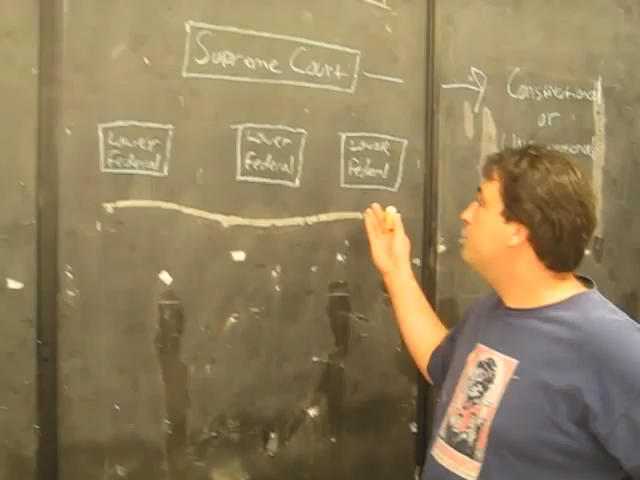 Supreme Court
Constitutional
or
Lower
Federal
Lower
Federal
Lower
Federal